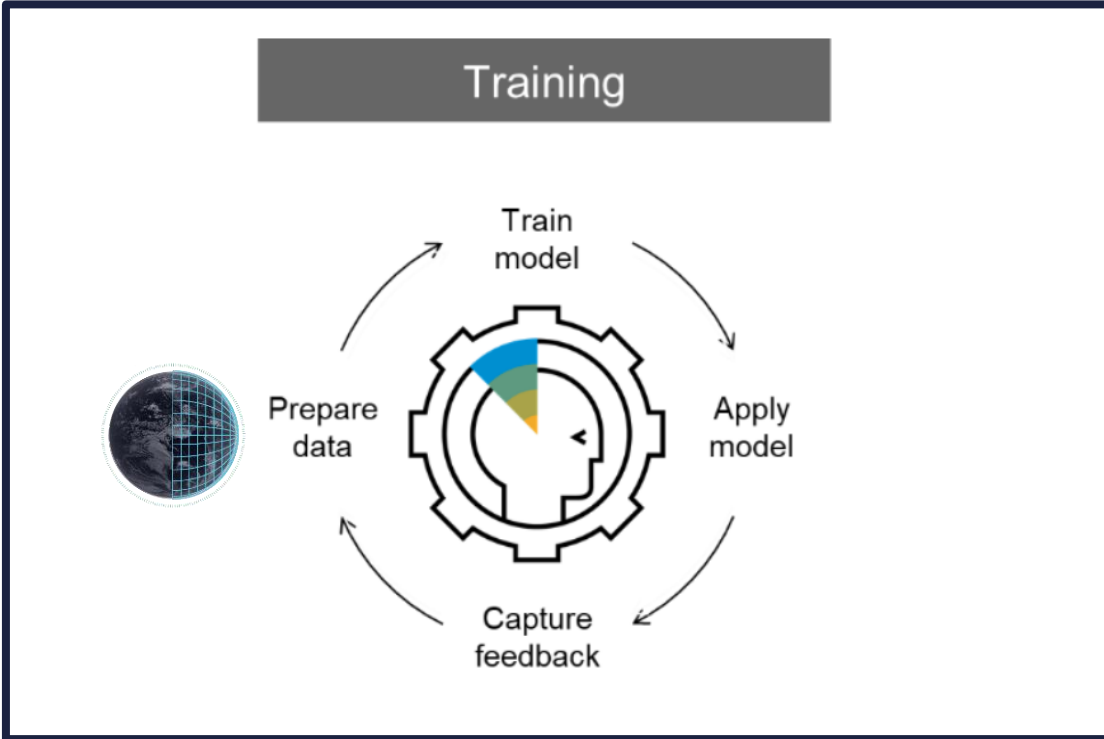 Training
Train
model
Prepare
data
Apply
model
Capture
feedback